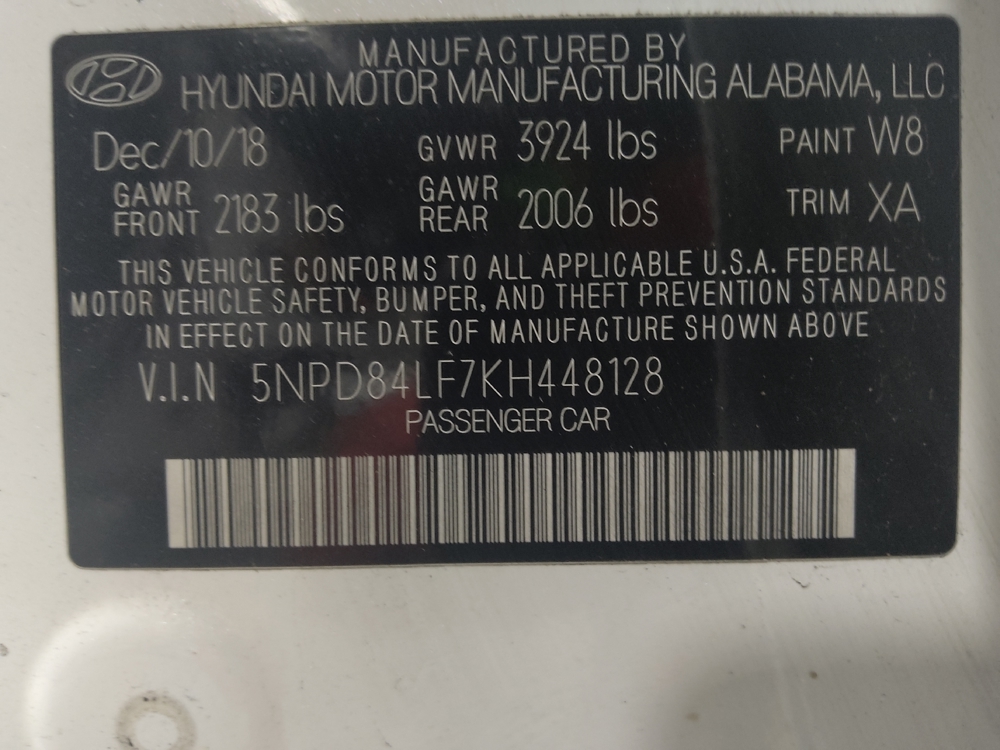 MANUFACTURED BY
HYUNDAI MOTOR MANUFACTURING ALABAMA, LLC
Dec/10/18 GVWR 3924 lbs PAINT W8
GAWR FRONT 2183 lbs GAWR REAR 2006 lbs TRIM XA
THIS VEHICLE CONFORMS TO ALL APPLICABLE U.S.A. FEDERAL
MOTOR VEHICLE SAFETY, BUMPER, AND THEFT PREVENTION STANDARDS
IN EFFECT ON THE DATE OF MANUFACTURE SHOWN ABOVE
V.I.N 5NPD84LF7KH448128
PASSENGER CAR